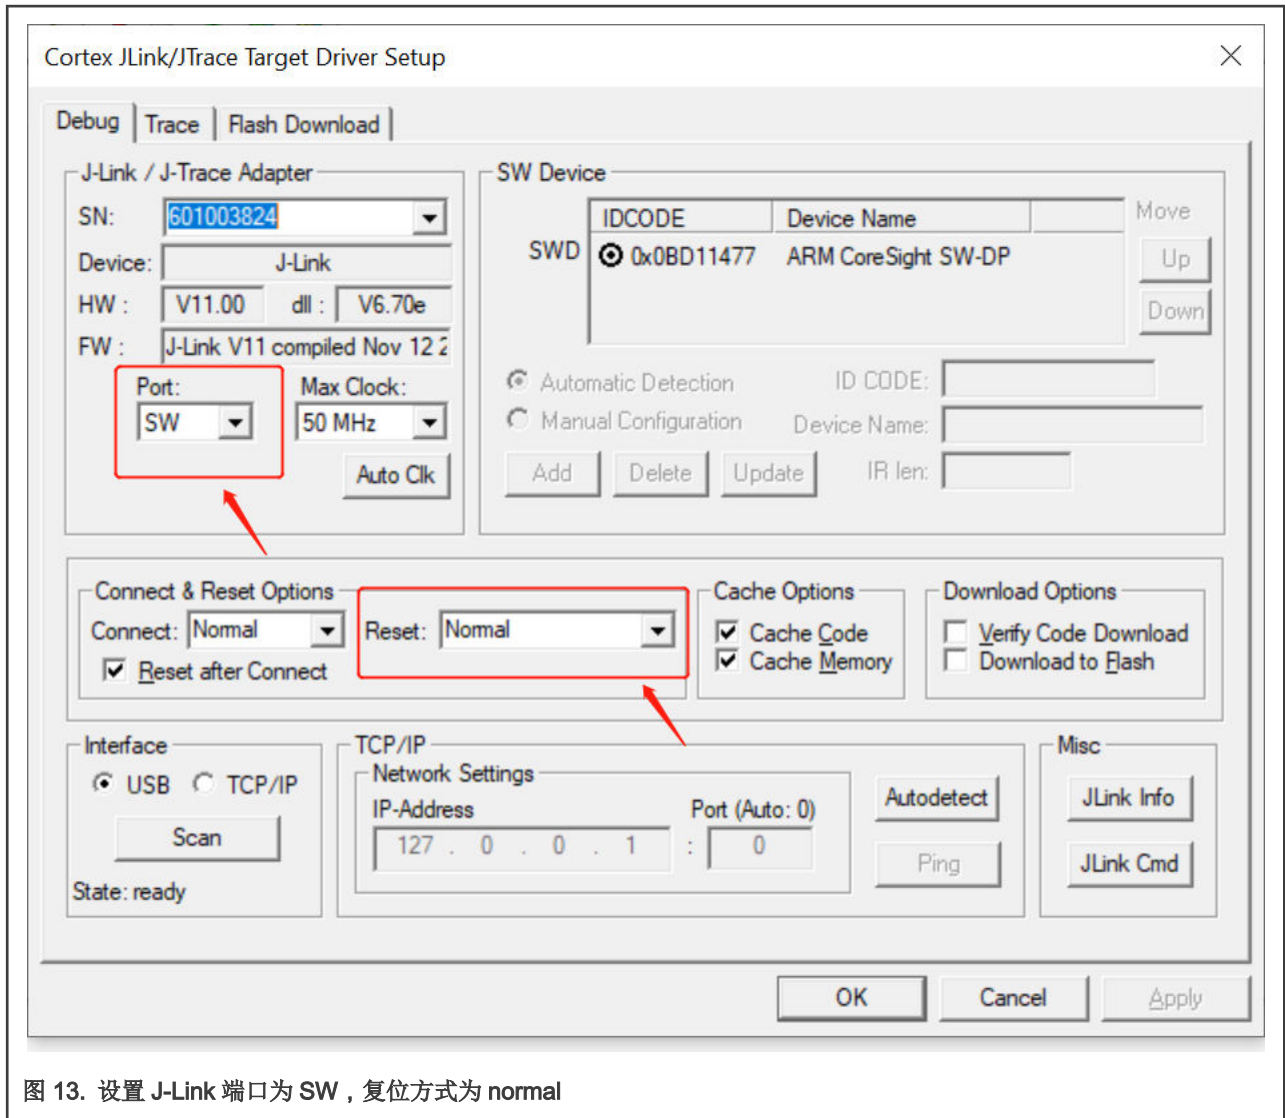 Cortex JLink/JTrace Target Driver Setup
Debug
Trace
Flash Download
J-Link / J-Trace Adapter
SN:
601003824
Device:
J-Link
HW :
V11.00
dll :
V6.70e
FW :
J-Link V11 compiled Nov 12 2
Port:
SW
Max Clock:
50 MHz
Auto Clk
SW Device
IDCODE
Device Name
SWD
0x0BD11477
ARM CoreSight SW-DP
Move
Up
Down
Automatic Detection
Manual Configuration
ID CODE:
Device Name:
Add
Delete
Update
IR len:
Connect & Reset Options
Connect:
Normal
Reset:
Normal
Reset after Connect
Cache Options
Cache Code
Cache Memory
Download Options
Verify Code Download
Download to Flash
Interface
USB
TCP/IP
Scan
State: ready
TCP/IP
Network Settings
IP-Address
Port (Auto: 0)
127 . 0 . 0 . 1
:
0
Autodetect
Ping
Misc
JLink Info
JLink Cmd
OK
Cancel
Apply
图 13. 设置 J-Link 端口为 SW，复位方式为 normal